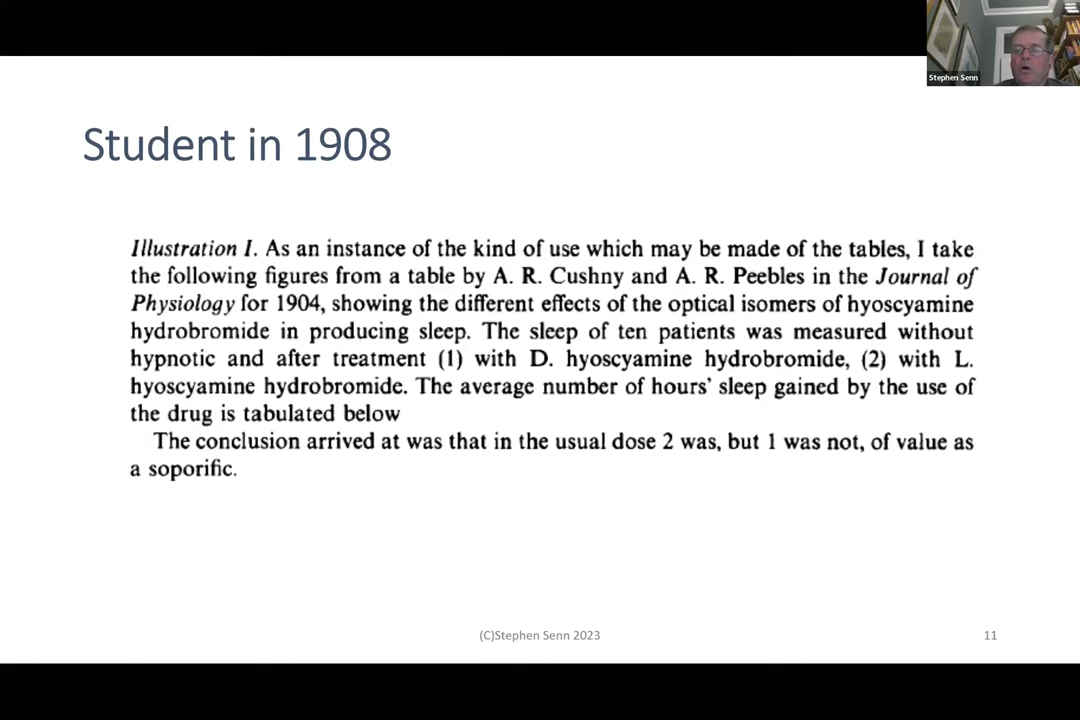 Stephen Senn
Student in 1908
Illustration I. As an instance of the kind of use which may be made of the tables, I take
the following figures from a table by A. R. Cushny and A. R. Peebles in the Journal of
Physiology for 1904, showing the different effects of the optical isomers of hyoscyamine
hydrobromide in producing sleep. The sleep of ten patients was measured without
hypnotic and after treatment (1) with D. hyoscyamine hydrobromide, (2) with L.
hyoscyamine hydrobromide. The average number of hours' sleep gained by the use of
the drug is tabulated below
The conclusion arrived at was that in the usual dose 2 was, but 1 was not, of value as
a soporific.
(C)Stephen Senn 2023
11